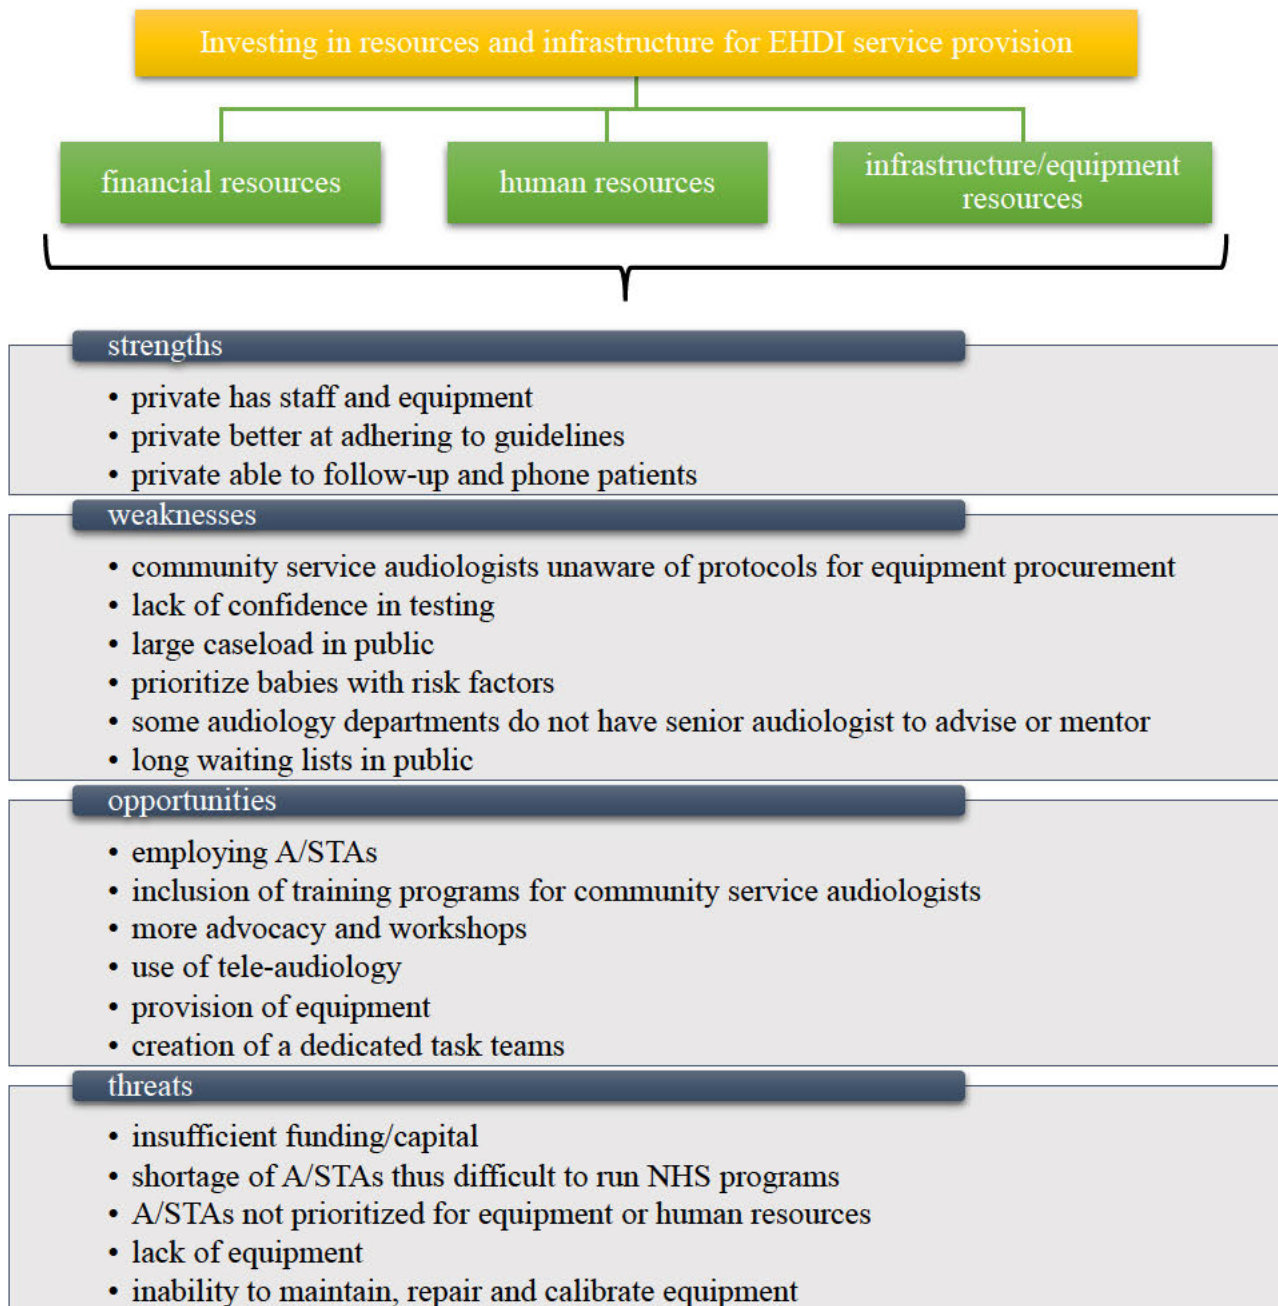 Investing in resources and infrastructure for EHDI service provision
financial resources
human resources
infrastructure/equipment
resources
strengths
• private has staff and equipment
• private better at adhering to guidelines
• private able to follow-up and phone patients
weaknesses
• community service audiologists unaware of protocols for equipment procurement
• lack of confidence in testing
• large caseload in public
• prioritize babies with risk factors
• some audiology departments do not have senior audiologist to advise or mentor
• long waiting lists in public
opportunities
• employing A/STAs
• inclusion of training programs for community service audiologists
• more advocacy and workshops
• use of tele-audiology
• provision of equipment
• creation of a dedicated task teams
threats
• insufficient funding/capital
• shortage of A/STAs thus difficult to run NHS programs
• A/STAs not prioritized for equipment or human resources
• lack of equipment
• inability to maintain, repair and calibrate equipment